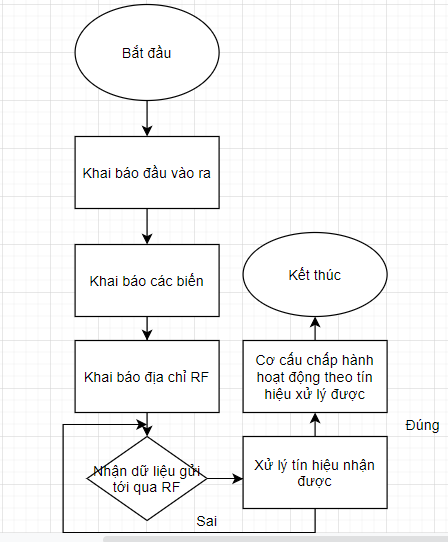 Bắt đầu
Khai báo đầu vào ra
Khai báo các biến
Kết thúc
Khai báo địa chỉ RF
Cơ cấu chấp hành
hoạt động theo tín
hiệu xử lý được
Đúng
Nhận dữ liệu gửi
tới qua RF
Xử lý tín hiệu nhận
được
Sai